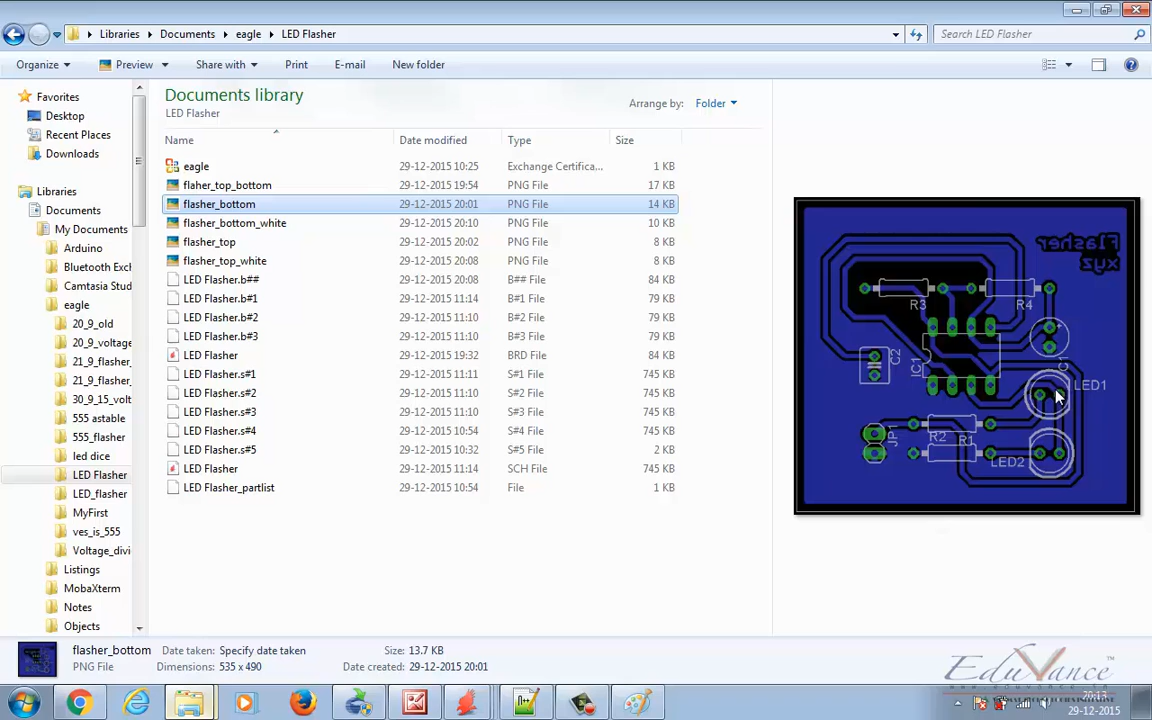 Libraries Documents eagle LED Flasher
Search LED Flasher
Organize Preview Share with Print E-mail New folder
Documents library
LED Flasher
Arrange by: Folder
Name Date modified Type Size
eagle 29-12-2015 10:25 Exchange Certifica... 1 KB
flaher_top_bottom 29-12-2015 19:54 PNG File 17 KB
flasher_bottom 29-12-2015 20:01 PNG File 14 KB
flasher_bottom_white 29-12-2015 20:10 PNG File 10 KB
flasher_top 29-12-2015 20:02 PNG File 8 KB
flasher_top_white 29-12-2015 20:08 PNG File 8 KB
LED Flasher.b## 29-12-2015 20:08 B## File 84 KB
LED Flasher.b#1 29-12-2015 11:14 B#1 File 79 KB
LED Flasher.b#2 29-12-2015 11:10 B#2 File 79 KB
LED Flasher.b#3 29-12-2015 11:10 B#3 File 79 KB
LED Flasher 29-12-2015 19:32 BRD File 84 KB
LED Flasher.s#1 29-12-2015 11:11 S#1 File 745 KB
LED Flasher.s#2 29-12-2015 11:10 S#2 File 745 KB
LED Flasher.s#3 29-12-2015 11:10 S#3 File 745 KB
LED Flasher.s#4 29-12-2015 11:10 S#4 File 745 KB
LED Flasher.s#5 29-12-2015 10:32 S#5 File 2 KB
LED Flasher 29-12-2015 11:14 SCH File 745 KB
LED Flasher_partlist 29-12-2015 10:54 File 1 KB
Favorites
Desktop
Recent Places
Downloads
Libraries
Documents
My Documents
Arduino
Bluetooth Exc
Camtasia Stud
eagle
20_9_old
20_9_voltage
21_9_flasher_
21_9_flasher_
30_9_15_volt
555 astable
555_flasher
led dice
LED Flasher
LED_flasher
MyFirst
ves_is_555
Voltage_divi
Listings
MobaXterm
Notes
Objects
Flasher
xyz
R3
R4
C2
IC1
C1
LED1
JP1
R2
R1
LED2
flasher_bottom Date taken: Specify date taken Size: 13.7 KB
PNG File Dimensions: 535 x 490 Date created: 29-12-2015 20:01
EduVance
TM
20:13
29-12-2015